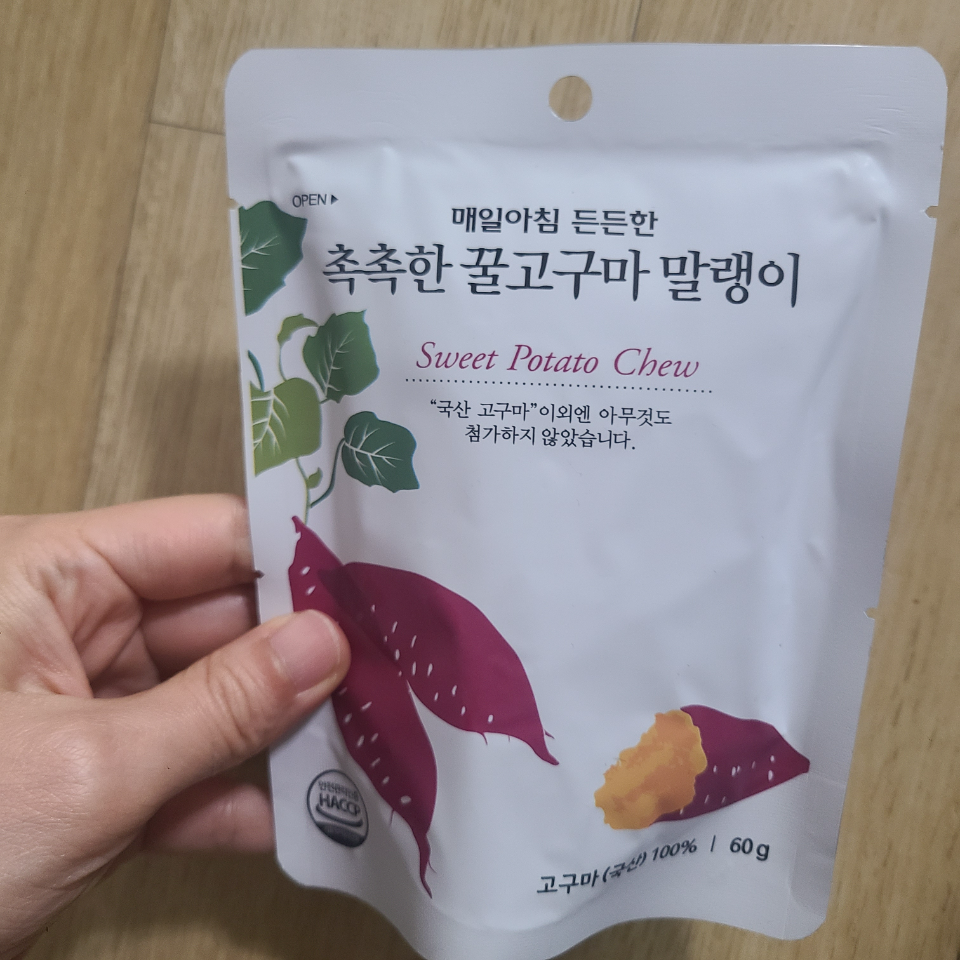 OPEN ▶
매일아침 든든한
촉촉한 꿀고구마 말랭이
Sweet Potato Chew
“국산 고구마”이외엔 아무것도
첨가하지 않았습니다.
HACCP
고구마(국산) 100% | 60g